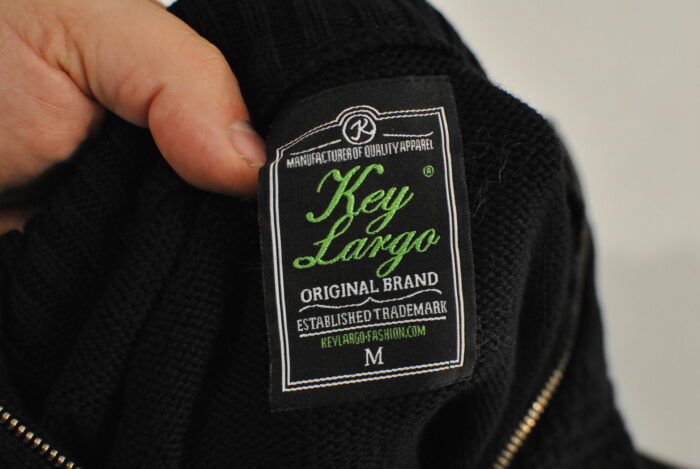 K
MANUFACTURER OF QUALITY APPAREL
Key ®
Largo
ORIGINAL BRAND
ESTABLISHED TRADEMARK
KEYLARGO-FASHION.COM
M